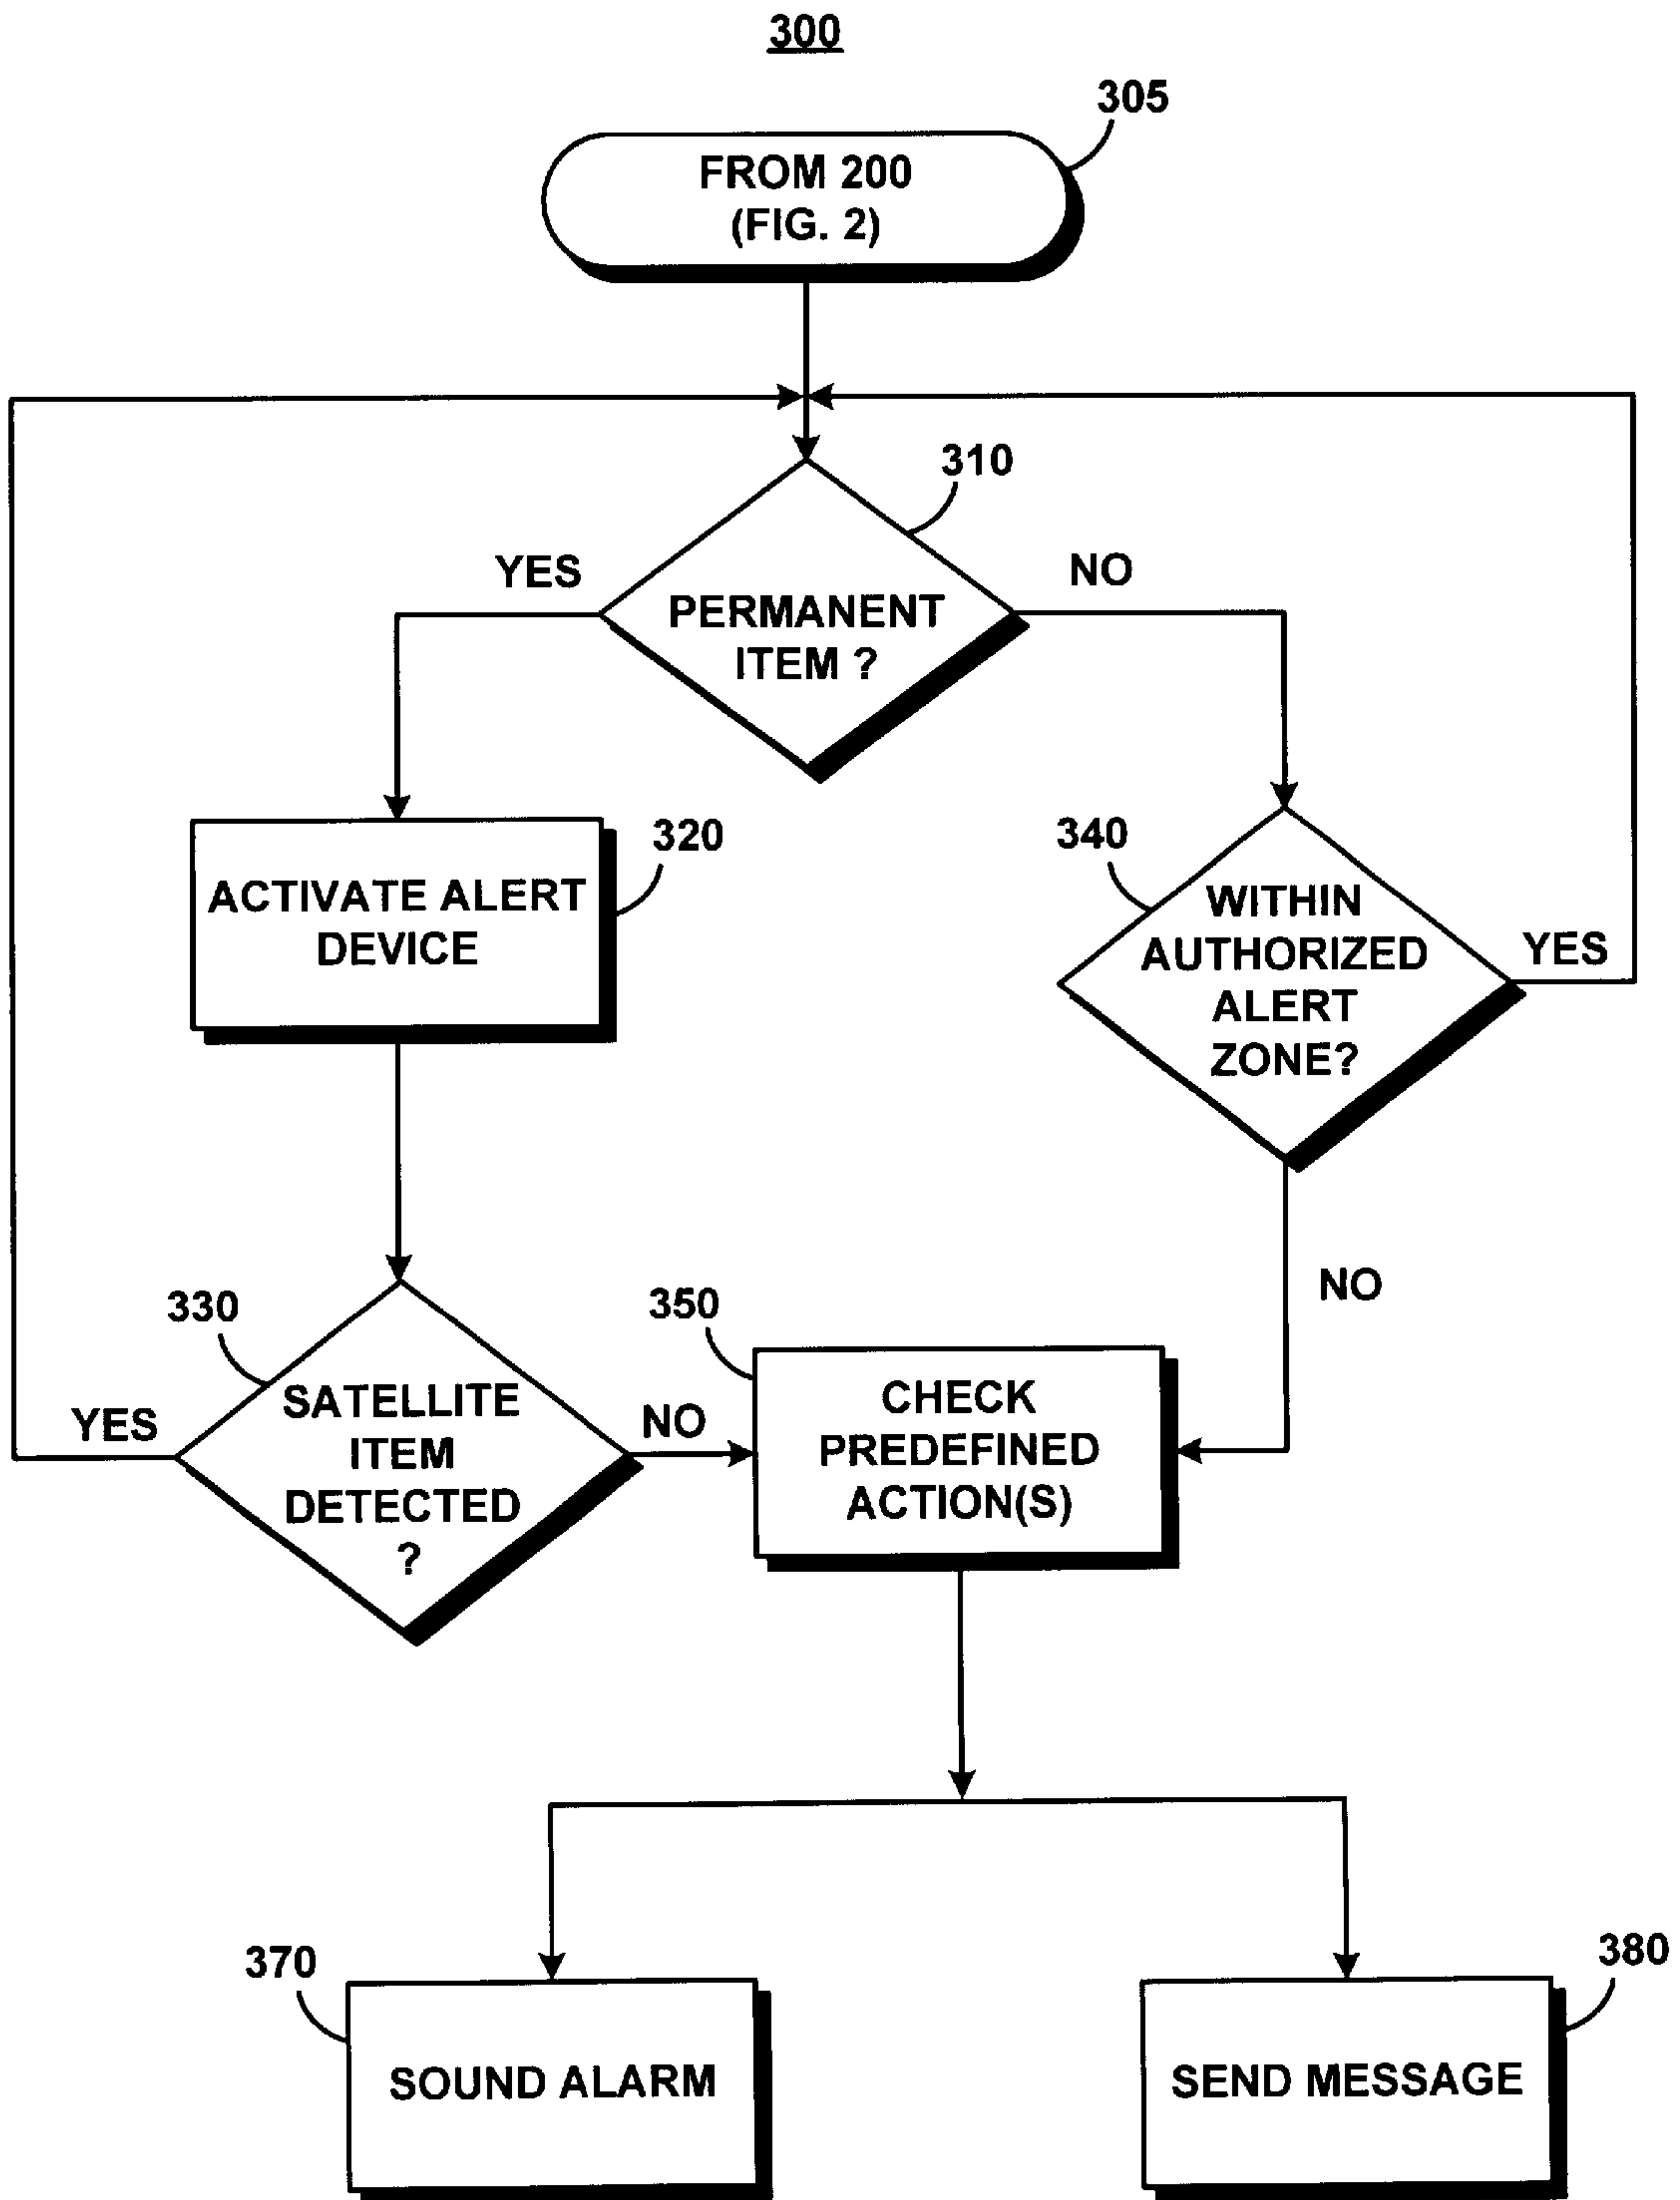 300
305
FROM 200
(FIG. 2)
310
YES
NO
PERMANENT
ITEM ?
320
340
ACTIVATE ALERT
DEVICE
WITHIN
AUTHORIZED
ALERT
ZONE?
YES
NO
330
350
SATELLITE
ITEM
DETECTED
?
YES
NO
CHECK
PREDEFINED
ACTION(S)
370
380
SOUND ALARM
SEND MESSAGE